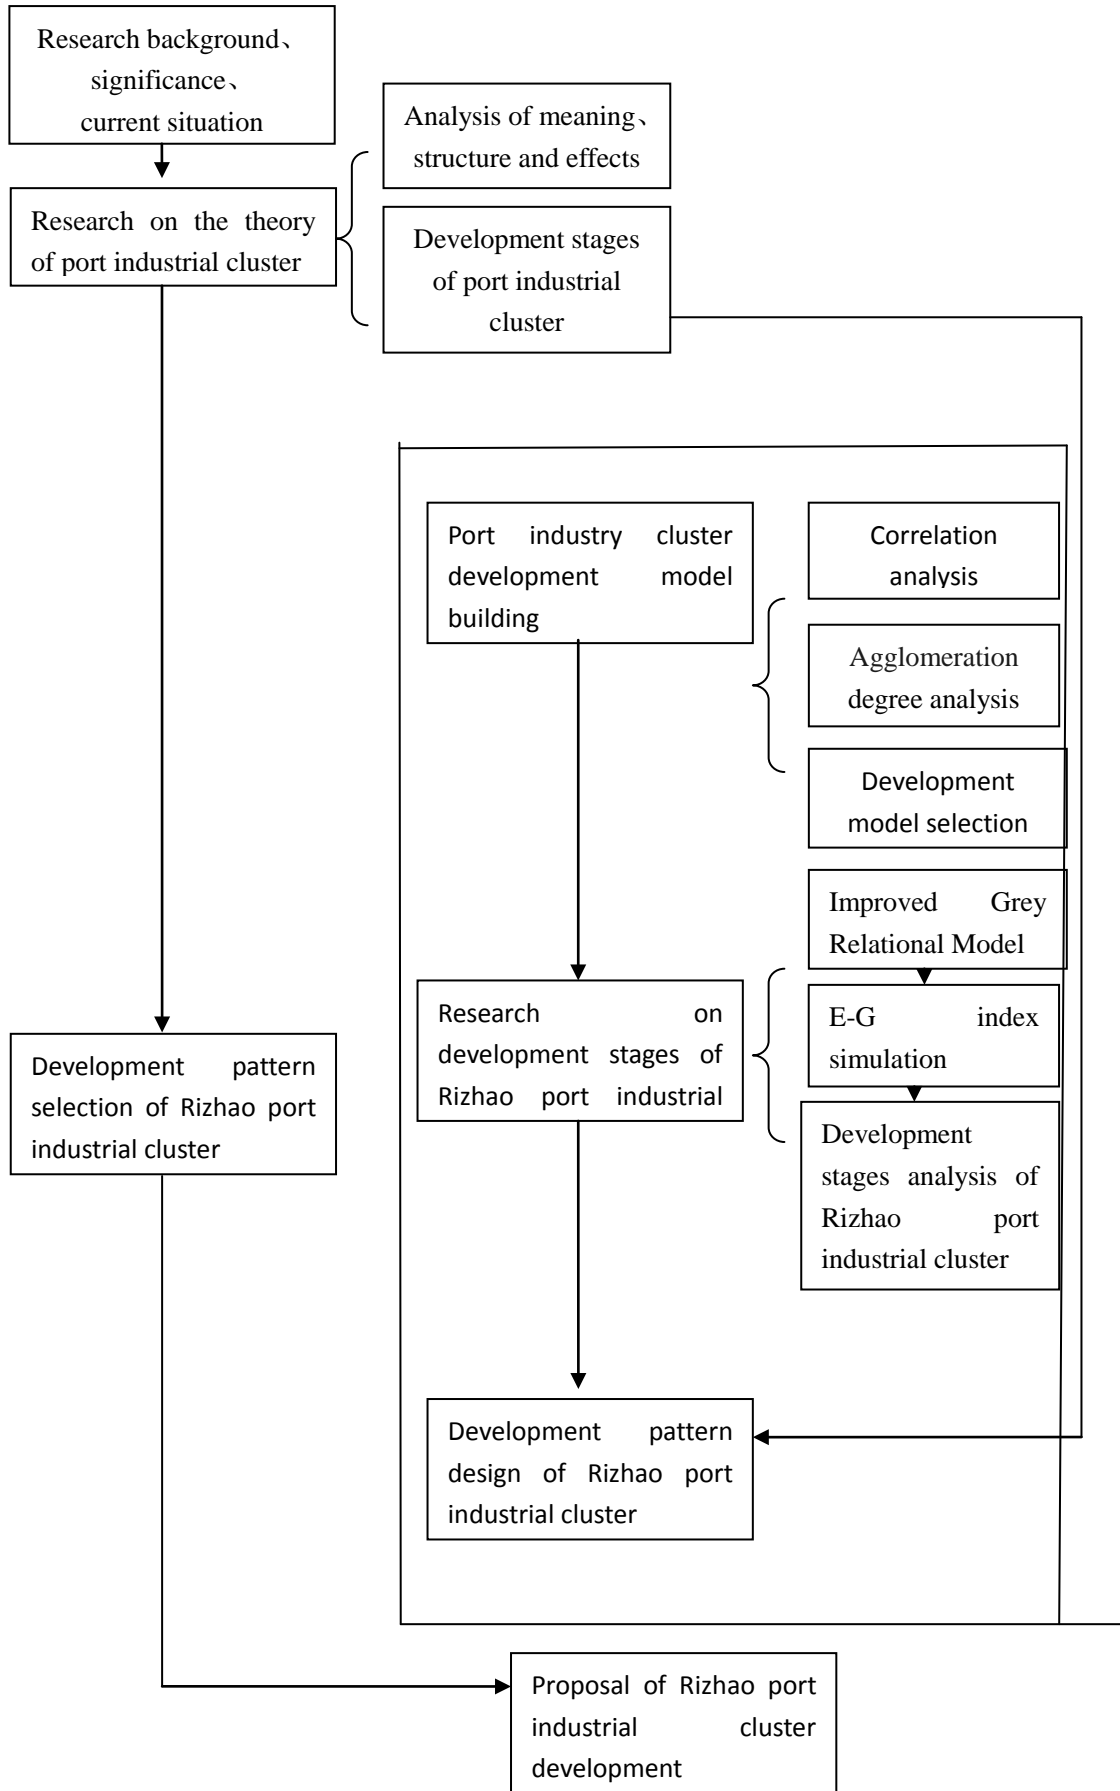 Research background、
significance、
current situation
Analysis of meaning、
structure and effects
Research on the theory
of port industrial cluster
Development stages
of port industrial
cluster
Port industry cluster
development model
building
Correlation
analysis
Agglomeration
degree analysis
Development
model selection
Improved Grey
Relational Model
Research on
development stages of
Rizhao port industrial
E-G index
simulation
Development pattern
selection of Rizhao port
industrial cluster
Development
stages analysis of
Rizhao port
industrial cluster
Development pattern
design of Rizhao port
industrial cluster
Proposal of Rizhao port
industrial cluster
development